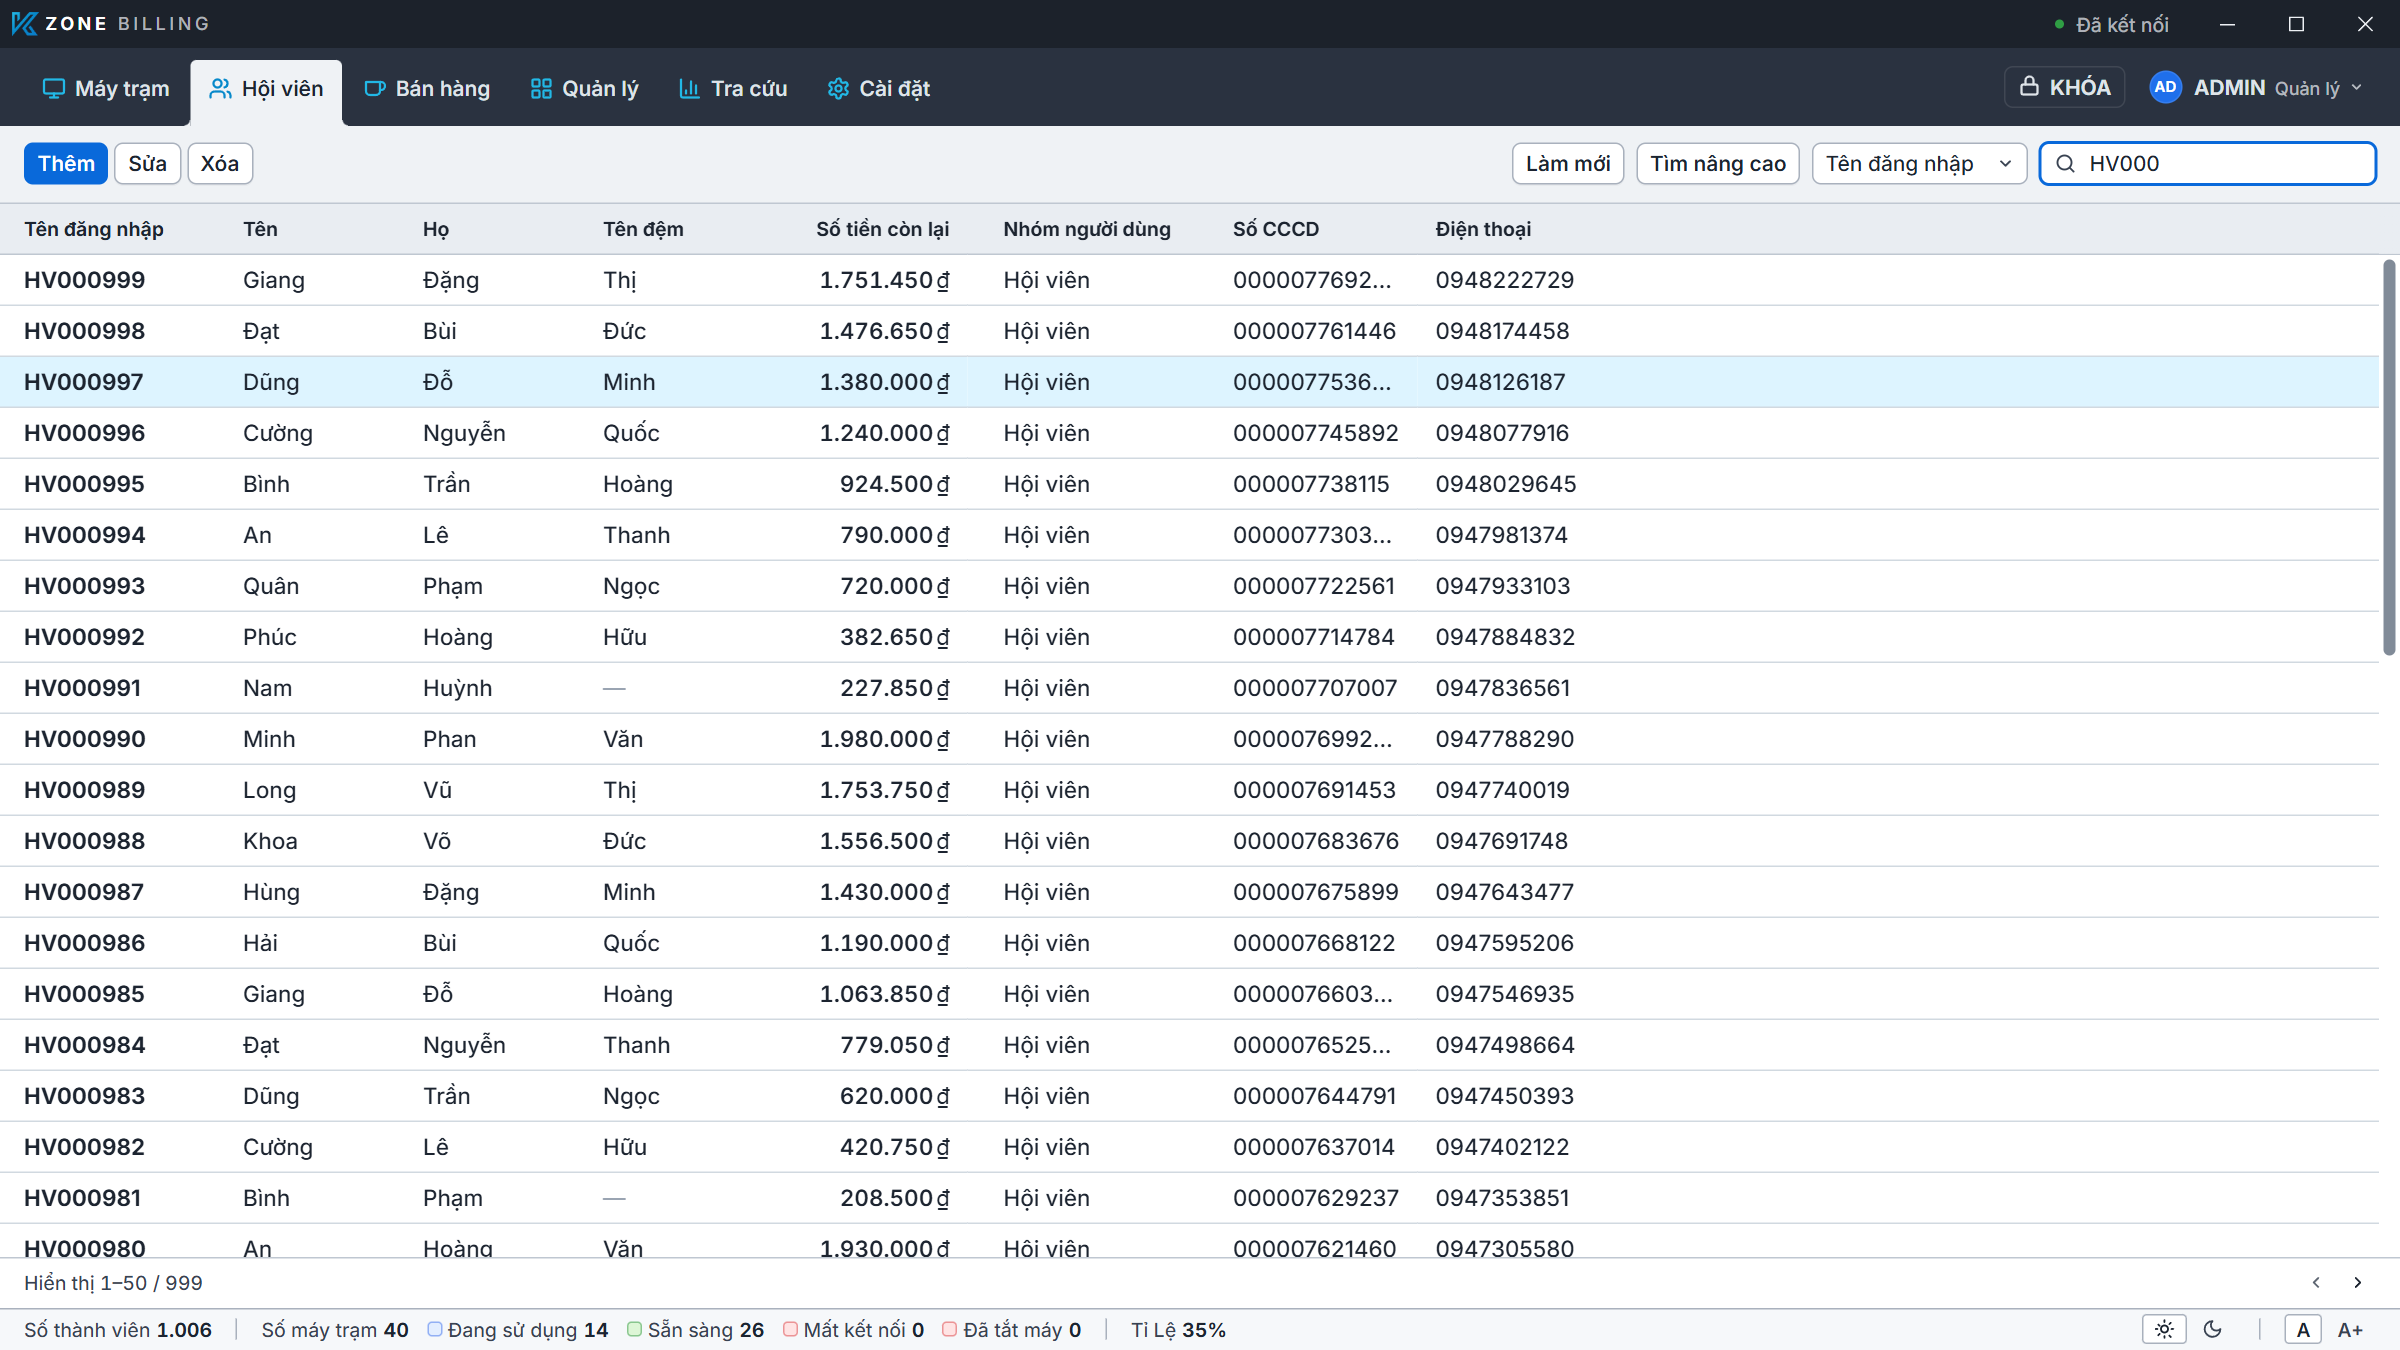 ZONE BILLING
Đã kết nối
Máy trạm Hội viên Bán hàng Quản lý Tra cứu Cài đặt KHÓA AD ADMIN Quản lý
Thêm Sửa Xóa Làm mới Tìm nâng cao Tên đăng nhập HV000
Tên đăng nhập Tên Họ Tên đệm Số tiền còn lại Nhóm người dùng Số CCCD Điện thoại
HV000999 Giang Đặng Thị 1.751.450₫ Hội viên 0000077692... 0948222729
HV000998 Đạt Bùi Đức 1.476.650₫ Hội viên 000007761446 0948174458
HV000997 Dũng Đỗ Minh 1.380.000₫ Hội viên 0000077536... 0948126187
HV000996 Cường Nguyễn Quốc 1.240.000₫ Hội viên 000007745892 0948077916
HV000995 Bình Trần Hoàng 924.500₫ Hội viên 000007738115 0948029645
HV000994 An Lê Thanh 790.000₫ Hội viên 0000077303... 0947981374
HV000993 Quân Phạm Ngọc 720.000₫ Hội viên 000007722561 0947933103
HV000992 Phúc Hoàng Hữu 382.650₫ Hội viên 000007714784 0947884832
HV000991 Nam Huỳnh — 227.850₫ Hội viên 000007707007 0947836561
HV000990 Minh Phan Văn 1.980.000₫ Hội viên 0000076992... 0947788290
HV000989 Long Vũ Thị 1.753.750₫ Hội viên 000007691453 0947740019
HV000988 Khoa Võ Đức 1.556.500₫ Hội viên 000007683676 0947691748
HV000987 Hùng Đặng Minh 1.430.000₫ Hội viên 000007675899 0947643477
HV000986 Hải Bùi Quốc 1.190.000₫ Hội viên 000007668122 0947595206
HV000985 Giang Đỗ Hoàng 1.063.850₫ Hội viên 0000076603... 0947546935
HV000984 Đạt Nguyễn Thanh 779.050₫ Hội viên 0000076525... 0947498664
HV000983 Dũng Trần Ngọc 620.000₫ Hội viên 000007644791 0947450393
HV000982 Cường Lê Hữu 420.750₫ Hội viên 000007637014 0947402122
HV000981 Bình Phạm — 208.500₫ Hội viên 000007629237 0947353851
HV000980 An Hoàng Văn 1.930.000₫ Hội viên 000007621460 0947305580
Hiển thị 1–50 / 999
Số thành viên 1.006 Số máy trạm 40 Đang sử dụng 14 Sẵn sàng 26 Mất kết nối 0 Đã tắt máy 0 Tỉ Lệ 35% A A+